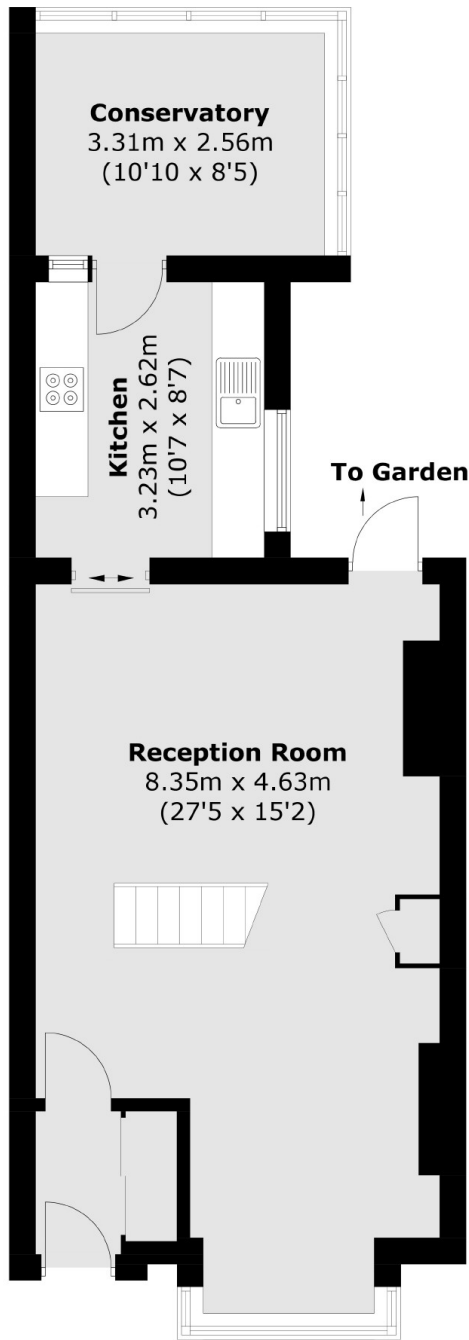 Conservatory
3.31m x 2.56m
(10'10 x 8'5)
Kitchen
3.23m x 2.62m
(10'7 x 8'7)
To Garden
Reception Room
8.35m x 4.63m
(27'5 x 15'2)